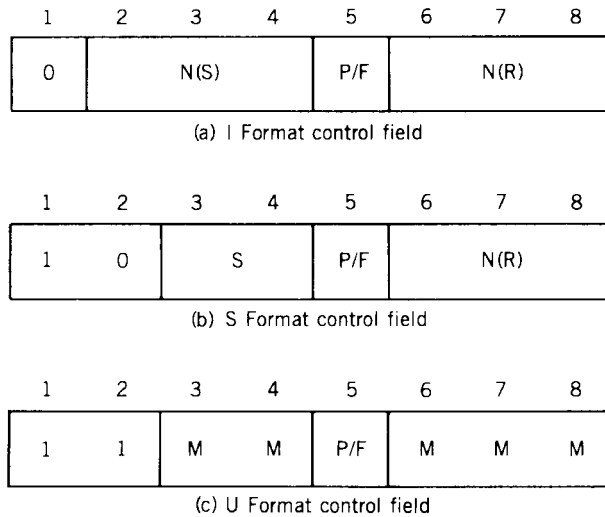 1 2 3 4 5 6 7 8
0 N(S) P/F N(R)
(a) I Format control field
1 2 3 4 5 6 7 8
1 0 S P/F N(R)
(b) S Format control field
1 2 3 4 5 6 7 8
1 1 M M P/F M M M
(c) U Format control field